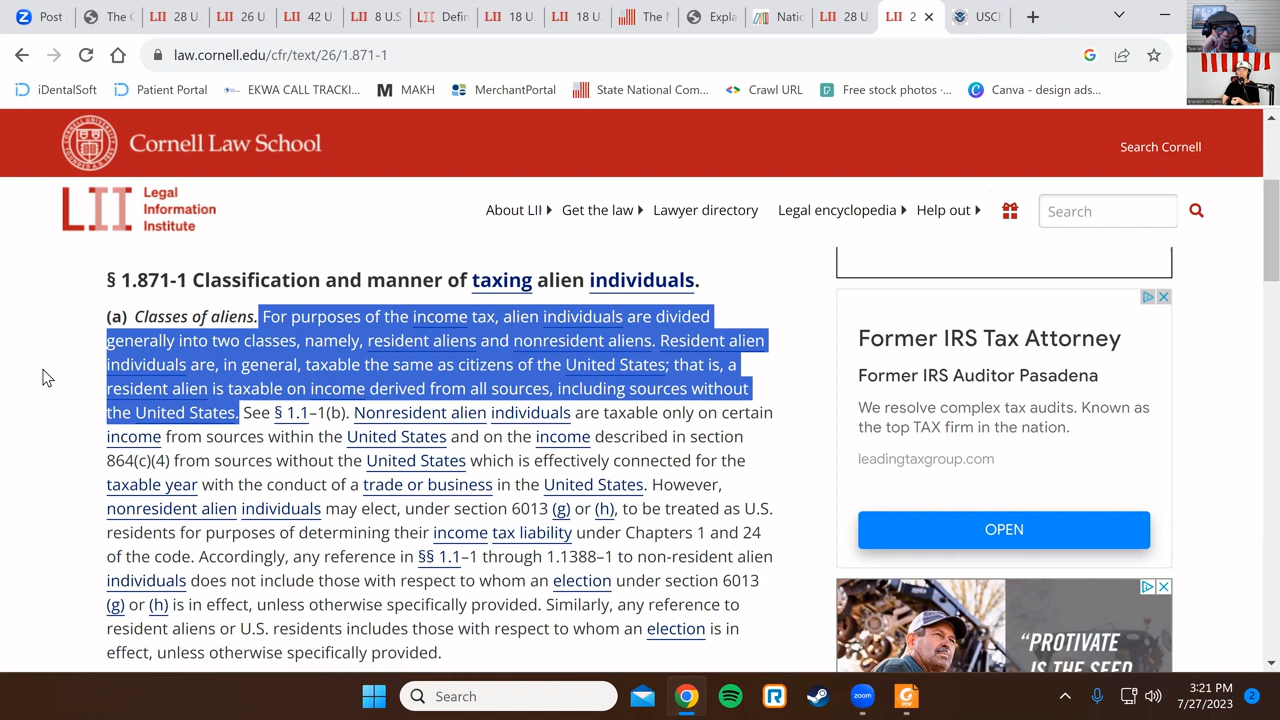 Post
The C
28 U
26 U
42 U
8 U.S
Defin
18 U
18 U
The N
Expla
Natic
28 U
2
USCI
law.cornell.edu/cfr/text/26/1.871-1
iDentalSoft
Patient Portal
EKWA CALL TRACKI...
MAKH
MerchantPortal
State National Com...
Crawl URL
Free stock photos · ...
Canva - design ads...
Cornell Law School
Search Cornell
LII
Legal
Information
Institute
About LII
Get the law
Lawyer directory
Legal encyclopedia
Help out
Search
§ 1.871-1 Classification and manner of taxing alien individuals.
(a) Classes of aliens. For purposes of the income tax, alien individuals are divided
generally into two classes, namely, resident aliens and nonresident aliens. Resident alien
individuals are, in general, taxable the same as citizens of the United States; that is, a
resident alien is taxable on income derived from all sources, including sources without
the United States. See § 1.1–1(b). Nonresident alien individuals are taxable only on certain
income from sources within the United States and on the income described in section
864(c)(4) from sources without the United States which is effectively connected for the
taxable year with the conduct of a trade or business in the United States. However,
nonresident alien individuals may elect, under section 6013 (g) or (h), to be treated as U.S.
residents for purposes of determining their income tax liability under Chapters 1 and 24
of the code. Accordingly, any reference in §§ 1.1–1 through 1.1388–1 to non-resident alien
individuals does not include those with respect to whom an election under section 6013
(g) or (h) is in effect, unless otherwise specifically provided. Similarly, any reference to
resident aliens or U.S. residents includes those with respect to whom an election is in
effect, unless otherwise specifically provided.
Former IRS Tax Attorney
Former IRS Auditor Pasadena
We resolve complex tax audits. Known as
the top TAX firm in the nation.
leadingtaxgroup.com
OPEN
“PROTIVATE
IS THE SEED
Search
zoom
PDF
3:21 PM
7/27/2023
2